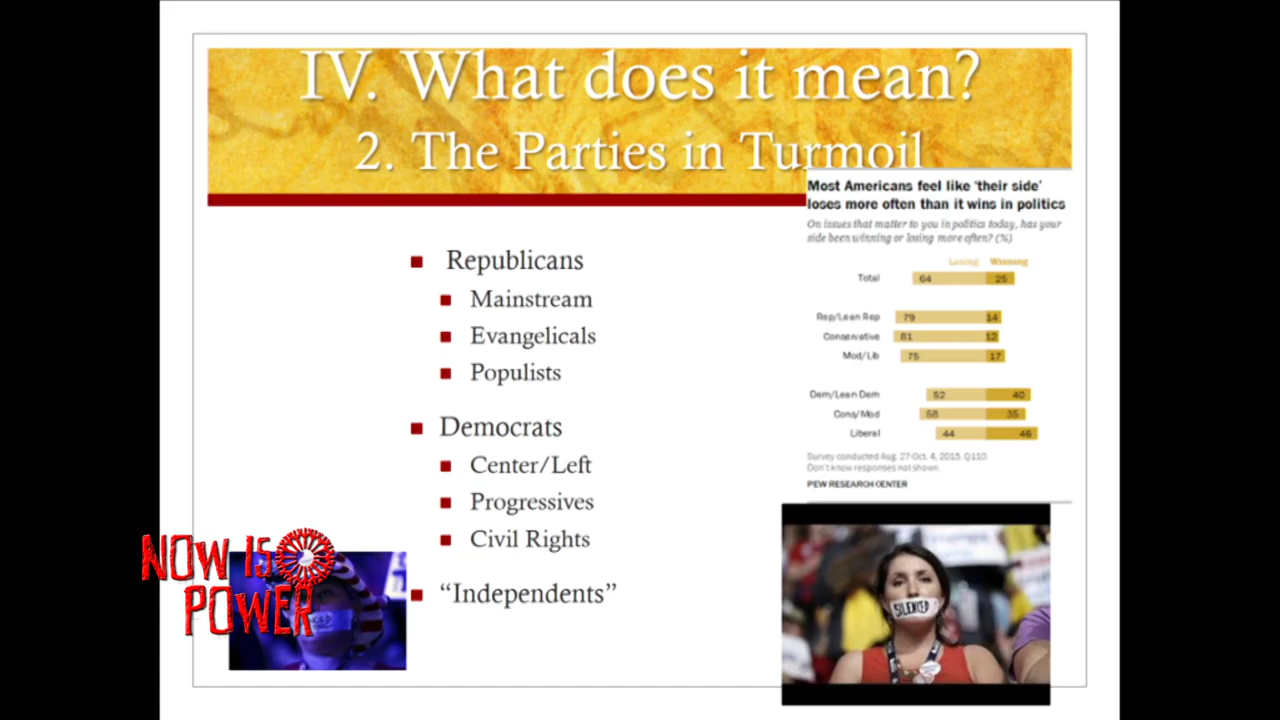 IV. What does it mean?
2. The Parties in Turmoil
Most Americans feel like ‘their side’
loses more often than it wins in politics
On issues that matter to you in politics today, has your
side been winning or losing more often? (%)
Losing Winning
Total 64 25
Rep/Lean Rep 79 14
Conservative 81 12
Mod/Lib 75 17
Dem/Lean Dem 52 40
Cons/Mod 58 35
Liberal 44 46
Survey conducted Aug. 27-Oct. 4, 2015. Q110.
Don't know responses not shown.
PEW RESEARCH CENTER
Republicans
Mainstream
Evangelicals
Populists
Democrats
Center/Left
Progressives
Civil Rights
“Independents”
NOW IS
POWER
SILENCED